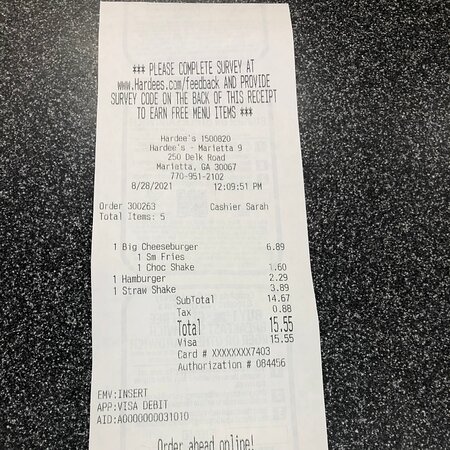 *** PLEASE COMPLETE SURVEY AT
www.Hardees.com/feedback AND PROVIDE
SURVEY CODE ON THE BACK OF THIS RECEIPT
TO EARN FREE MENU ITEMS ***
Hardee's 1500820
Hardee's - Marietta 9
250 Delk Road
Marietta, GA 30067
770-951-2102
8/28/2021 12:09:51 PM
Order 300263 Cashier Sarah
Total Items: 5
1 Big Cheeseburger 6.89
1 Sm Fries
1 Choc Shake 1.60
1 Hamburger 2.29
1 Straw Shake 3.89
SubTotal 14.67
Tax 0.88
Total 15.55
Visa 15.55
Card # XXXXXXXX7403
Authorization # 084456
EMV:INSERT
APP:VISA DEBIT
AID:A0000000031010
Order ahead online!